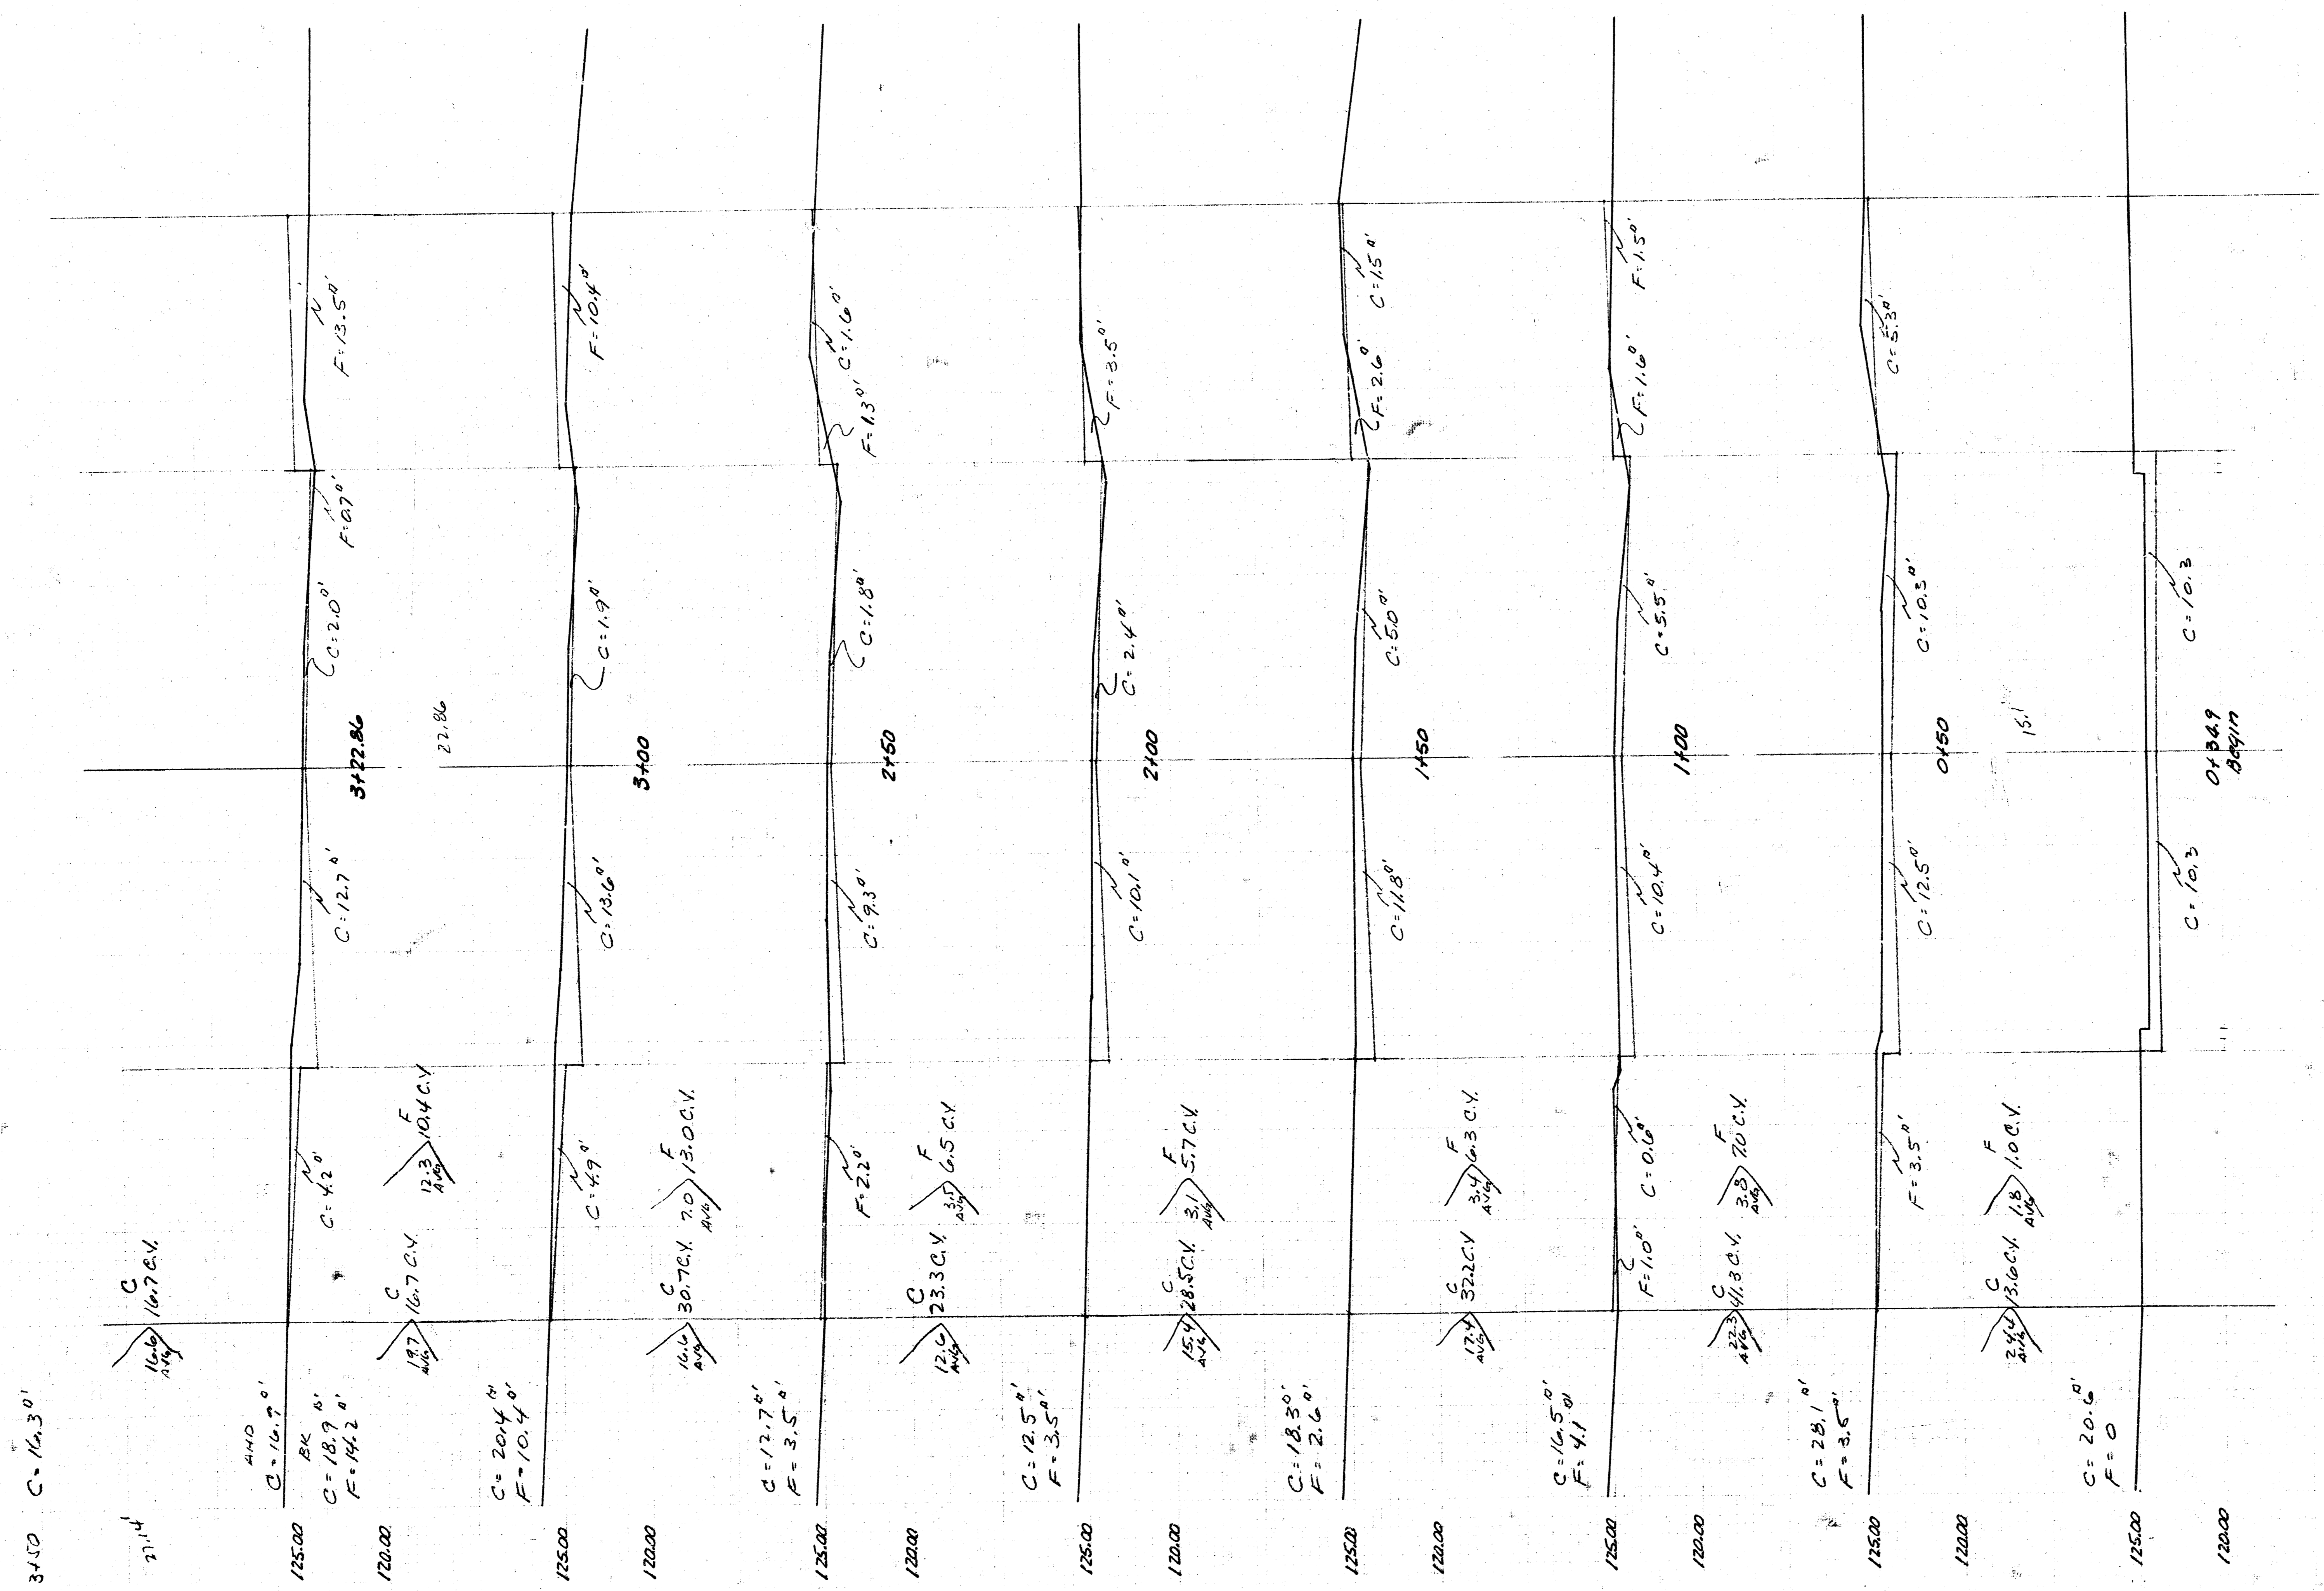 3+50 C = 16.3 □'
27.14'
16.6 AVG
C
16.7 C.Y.
AHD
C = 16.7 □'
BK
C = 18.9 □'
F = 14.2 □'
125.00
120.00
C = 4.2 □'
C = 12.7 □'
3+22.86
C = 2.0 □'
F = 0.7 □'
F = 13.5 □'
19.7 AVG
C
16.7 C.Y.
12.3 AVG
F
10.4 C.Y
22.86
C = 20.4 □'
F = 10.4 □'
125.00
120.00
C = 4.9 □'
C = 13.6 □'
3+00
C = 1.9 □'
F = 10.4 □'
16.6 AVG
C
30.7 C.Y.
7.0 AVG
F
13.0 C.Y.
C = 12.7 □'
F = 3.5 □'
125.00
120.00
F = 2.2 □'
C = 9.3 □'
2+50
C = 1.8 □'
F = 1.3 □'
C = 1.6 □'
12.6 AVG
C
23.3 C.Y.
3.5 AVG
F
6.5 C.Y.
C = 12.5 □'
F = 3.5 □'
125.00
120.00
C = 10.1 □'
2+00
C = 2.4 □'
F = 3.5 □'
15.4 AVG
C
28.5 C.Y.
3.1 AVG
F
5.7 C.Y.
C = 18.3 □'
F = 2.6 □'
125.00
120.00
C = 11.8 □'
1+50
C = 5.0 □'
F = 2.6 □'
C = 1.5 □'
17.4 AVG
C
32.2 C.Y
3.4 AVG
F
6.3 C.Y.
C = 16.5 □'
F = 4.1 □'
125.00
120.00
F = 1.0 □'
C = 0.6 □'
C = 10.4 □'
1+00
C = 5.5 □'
F = 1.6 □'
F = 1.5 □'
22.3 AVG
C
41.3 C.Y.
3.8 AVG
F
7.0 C.Y.
C = 28.1 □'
F = 3.5 □'
125.00
120.00
F = 3.5 □'
C = 12.5 □'
0+50
C = 10.3 □'
C = 5.3 □'
24.4 AVG
C
13.6 C.Y.
1.8 AVG
F
1.0 C.Y.
15.1'
C = 20.6 □'
F = 0
125.00
120.00
C = 10.3
0+34.9
Begin
C = 10.3